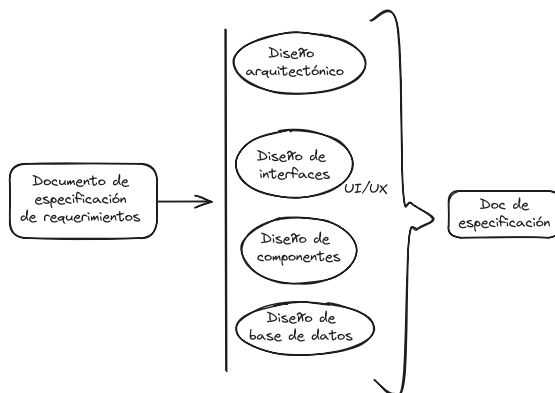 Documento de
especificación
de requerimientos
Diseño
arquitectónico
Diseño de
interfaces
UI/UX
Diseño de
componentes
Diseño de
base de datos
Doc de
especificación